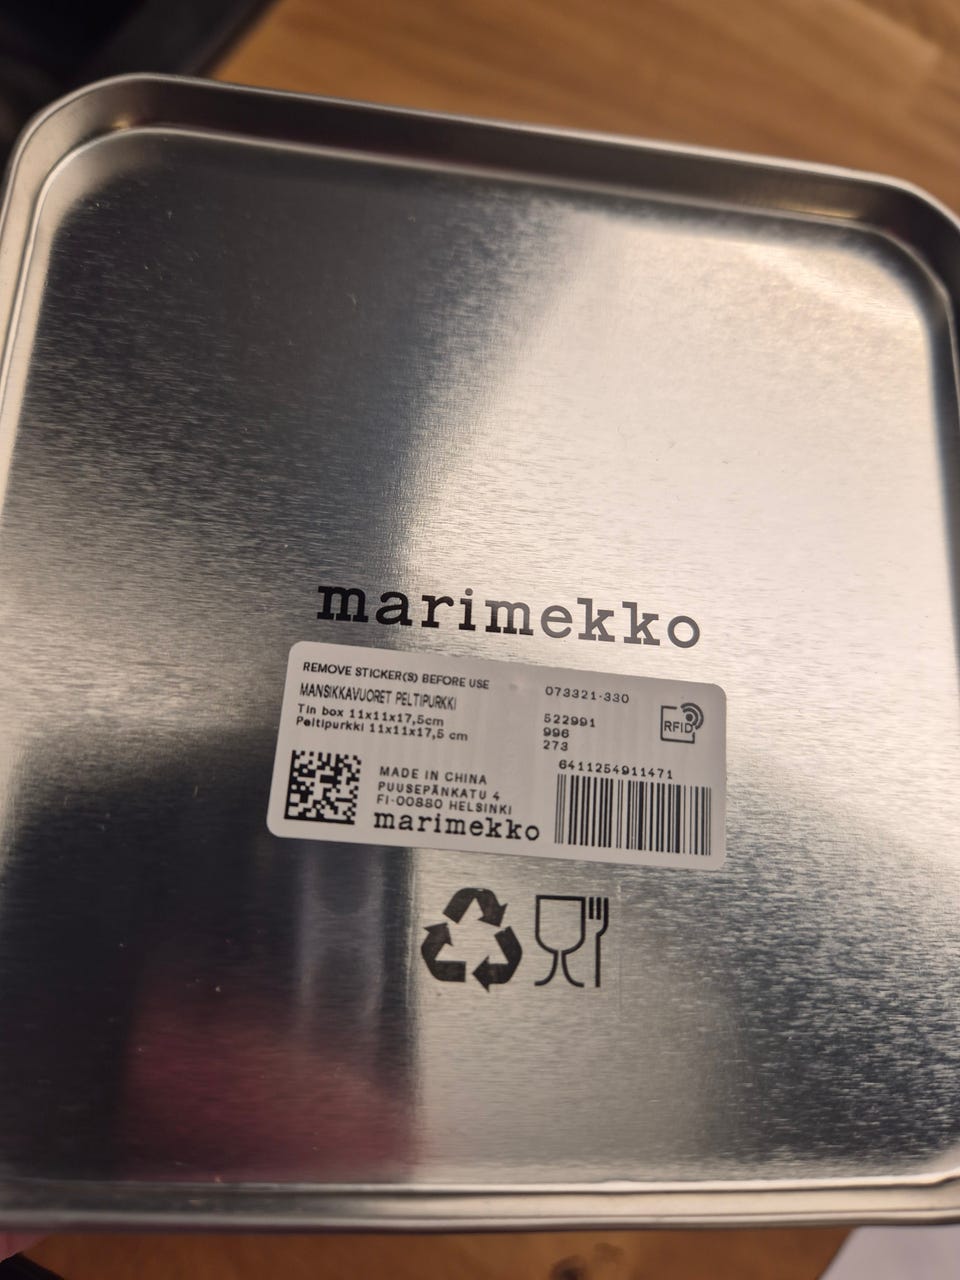 marimekko
REMOVE STICKER(S) BEFORE USE
MANSIKKAVUORET PELTIPURKKI
Tin box 11x11x17,5cm
Peltipurkki 11x11x17,5 cm
073321-330
522991
996
273
RFID
6411254911471
MADE IN CHINA
PUUSEPÄNKATU 4
FI-00880 HELSINKI
marimekko